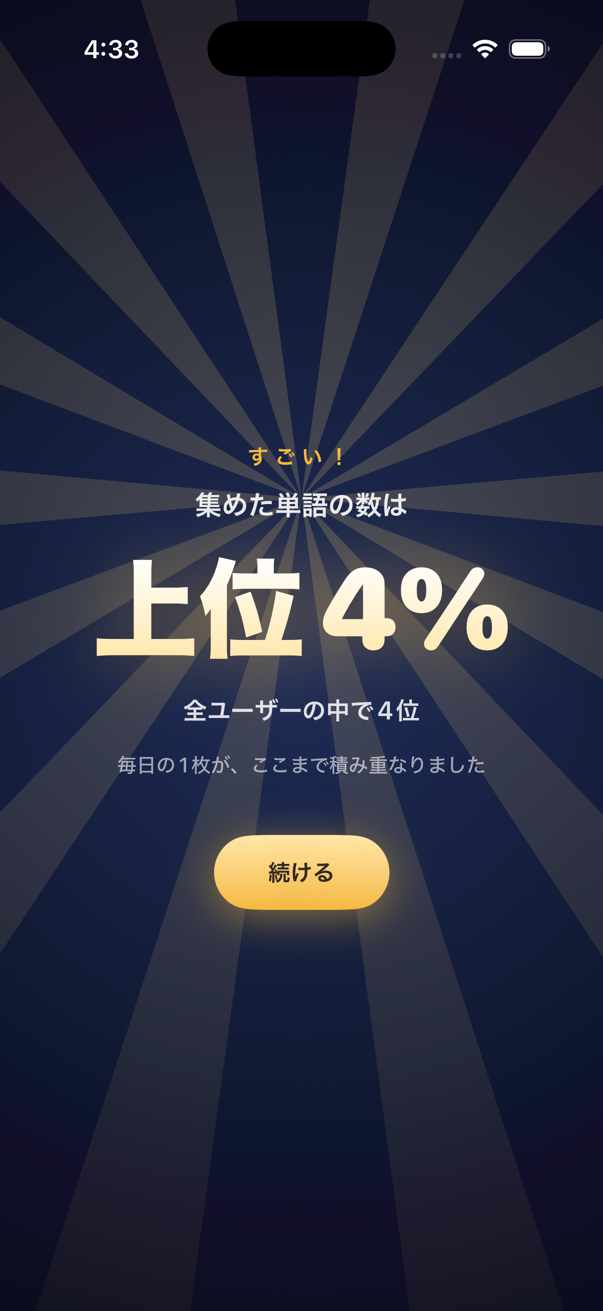 4:33
すごい！
集めた単語の数は
上位4%
全ユーザーの中で4位
毎日の1枚が、ここまで積み重なりました
続ける